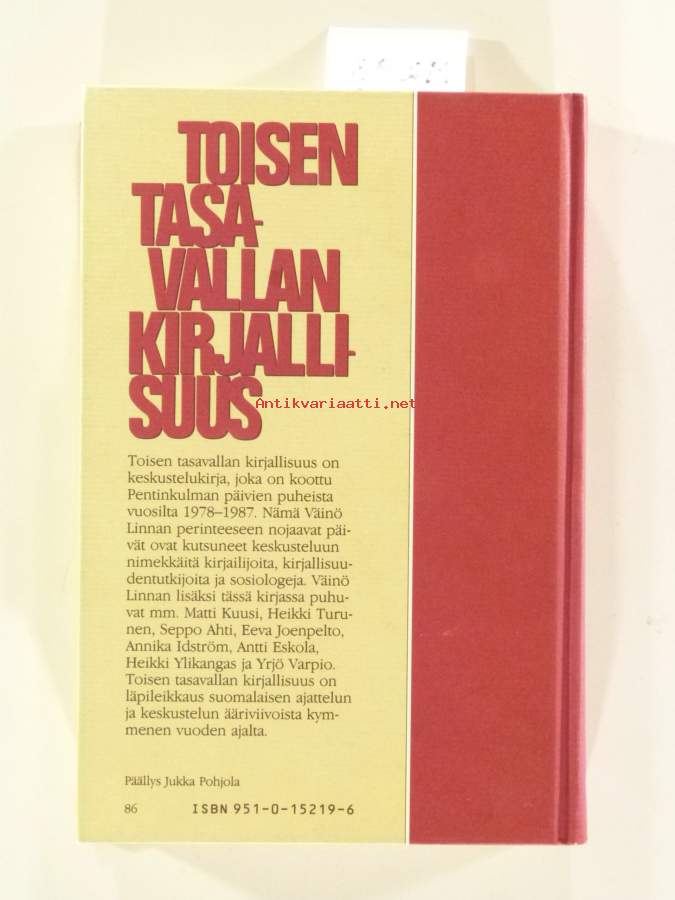 TOISEN
TASA-
VALLAN
KIRJALLI-
SUUS
Antikvariaatti.net
Toisen tasavallan kirjallisuus on
keskustelukirja, joka on koottu
Pentinkulman päivien puheista
vuosilta 1978–1987. Nämä Väinö
Linnan perinteeseen nojaavat päi-
vät ovat kutsuneet keskusteluun
nimekkäitä kirjailijoita, kirjallisuu-
dentutkijoita ja sosiologeja. Väinö
Linnan lisäksi tässä kirjassa puhu-
vat mm. Matti Kuusi, Heikki Turu-
nen, Seppo Ahti, Eeva Joenpelto,
Annika Idström, Antti Eskola,
Heikki Ylikangas ja Yrjö Varpio.
Toisen tasavallan kirjallisuus on
läpileikkaus suomalaisen ajattelun
ja keskustelun ääriviivoista kym-
menen vuoden ajalta.
Päällys Jukka Pohjola
86 ISBN 951-0-15219-6